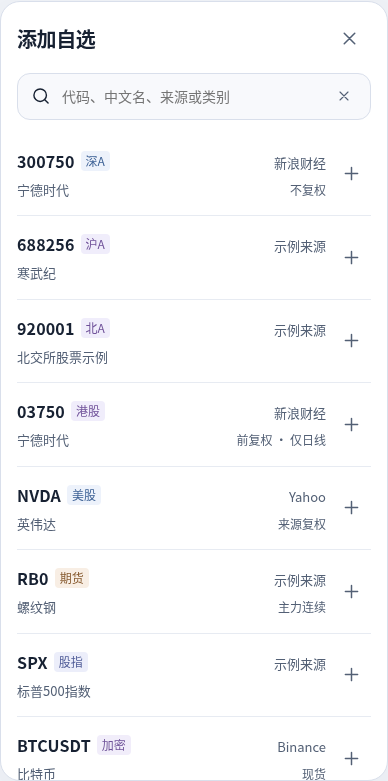 添加自选
代码、中文名、来源或类别
300750 深A 新浪财经
宁德时代 不复权
688256 沪A 示例来源
寒武纪
920001 北A 示例来源
北交所股票示例
03750 港股 新浪财经
宁德时代 前复权 · 仅日线
NVDA 美股 Yahoo
英伟达 来源复权
RB0 期货 示例来源
螺纹钢 主力连续
SPX 股指 示例来源
标普500指数
BTCUSDT 加密 Binance
比特币 现货